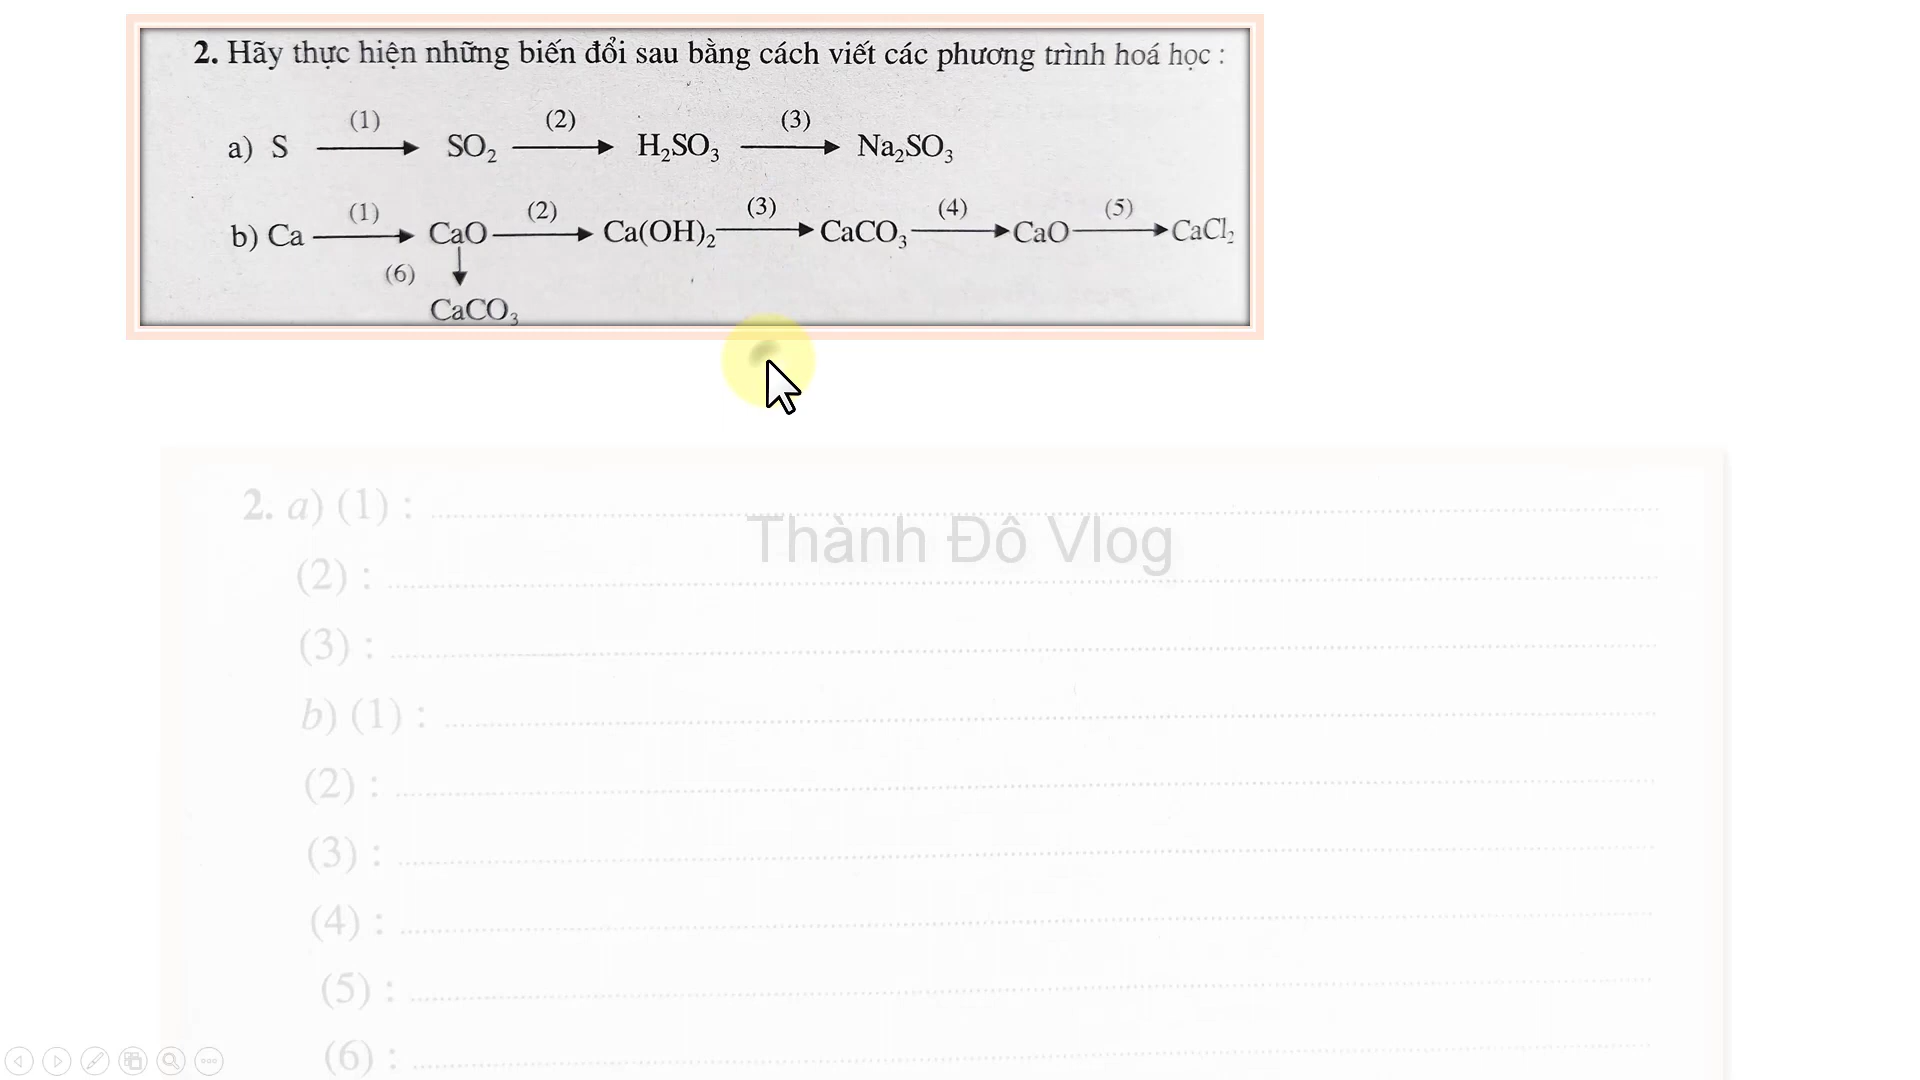 2. Hãy thực hiện những biến đổi sau bằng cách viết các phương trình hoá học :
(1) (2) (3)
a) S → SO₂ → H₂SO₃ → Na₂SO₃
(1) (2) (3) (4) (5)
b) Ca → CaO → Ca(OH)₂ → CaCO₃ → CaO → CaCl₂
(6) ↓
CaCO₃
2. a) (1) :
Thành Đô Vlog
(2) :
(3) :
b) (1) :
(2) :
(3) :
(4) :
(5) :
(6) :